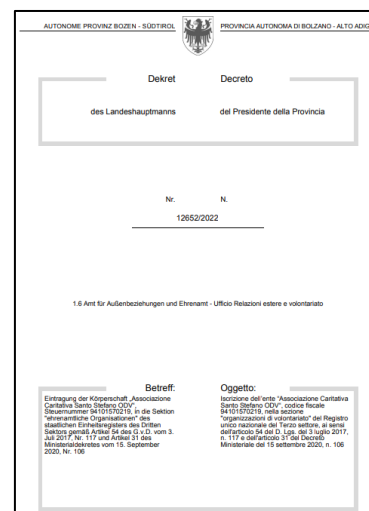 AUTONOME PROVINZ BOZEN - SÜDTIROL
PROVINCIA AUTONOMA DI BOLZANO - ALTO ADIG
Dekret
Decreto
des Landeshauptmanns
del Presidente della Provincia
Nr.
N.
12652/2022
1.6 Amt für Außenbeziehungen und Ehrenamt - Ufficio Relazioni estere e volontariato
Betreff:
Eintragung der Körperschaft „Associazione
Caritativa Santo Stefano ODV",
Steuernummer 94101570219, in die Sektion
"ehrenamtliche Organisationen" des
staatlichen Einheitsregisters des Dritten
Sektors gemäß Artikel 54 des G.v.D. vom 3.
Juli 2017, Nr. 117 und Artikel 31 des
Ministerialdekretes vom 15. September
2020, Nr. 106
Oggetto:
Iscrizione dell'ente "Associazione Caritativa
Santo Stefano ODV", codice fiscale
94101570219, nella sezione
"organizzazioni di volontariato" del Registro
unico nazionale del Terzo settore, ai sensi
dell'articolo 54 del D. Lgs. del 3 luglio 2017,
n. 117 e dell'articolo 31 del Decreto
Ministeriale del 15 settembre 2020, n. 106